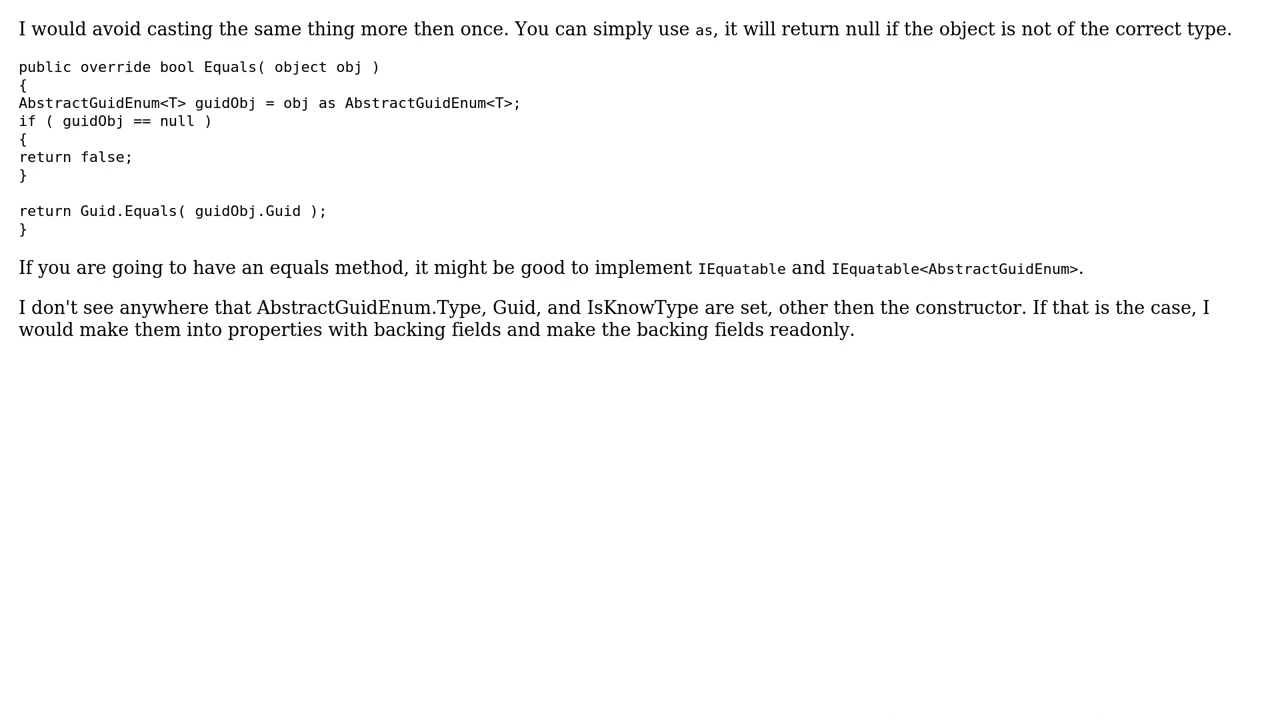 I would avoid casting the same thing more then once. You can simply use as, it will return null if the object is not of the correct type.
public override bool Equals( object obj )
{
AbstractGuidEnum<T> guidObj = obj as AbstractGuidEnum<T>;
if ( guidObj == null )
{
return false;
}
return Guid.Equals( guidObj.Guid );
}
If you are going to have an equals method, it might be good to implement IEquatable and IEquatable<AbstractGuidEnum>.
I don't see anywhere that AbstractGuidEnum.Type, Guid, and IsKnowType are set, other then the constructor. If that is the case, I
would make them into properties with backing fields and make the backing fields readonly.